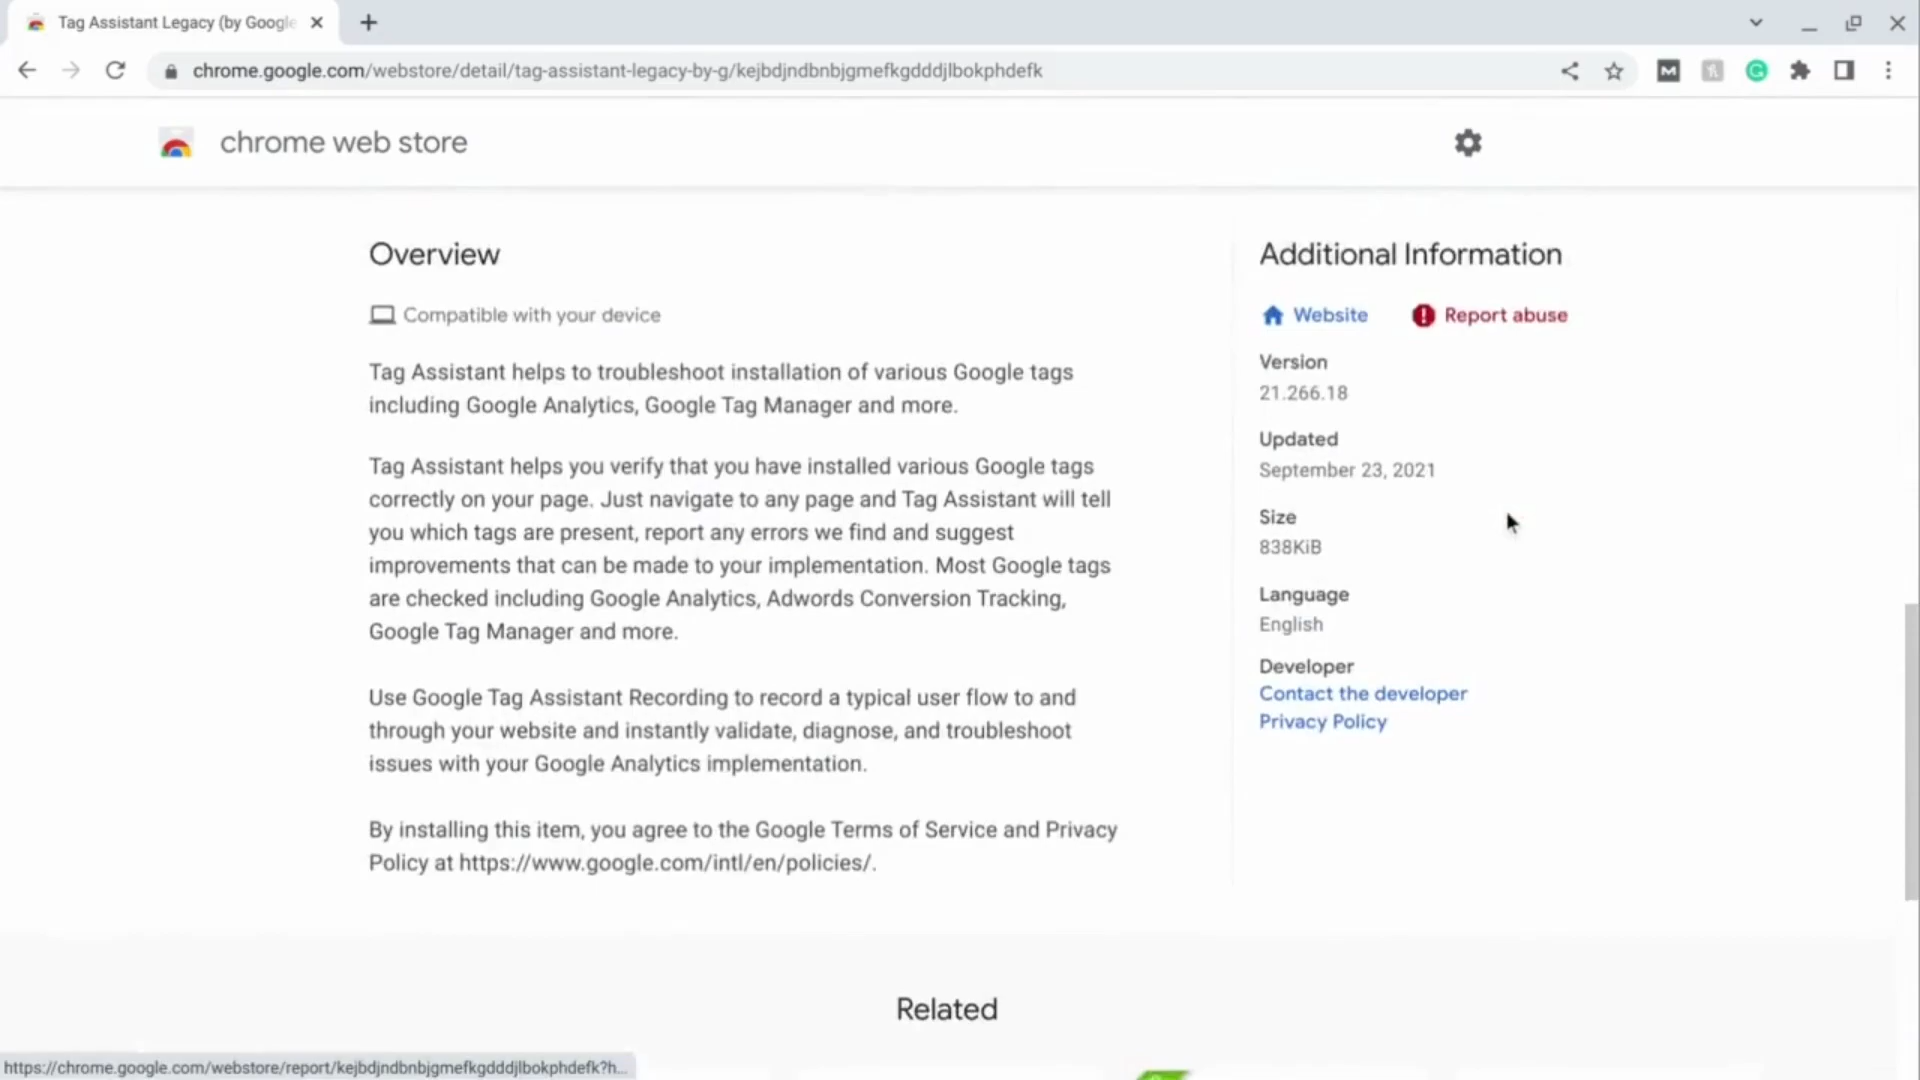 Tag Assistant Legacy (by Google
chrome.google.com/webstore/detail/tag-assistant-legacy-by-g/kejbdjndbnbjgmefkgdddjlbokphdefk
chrome web store
Overview
Compatible with your device
Tag Assistant helps to troubleshoot installation of various Google tags
including Google Analytics, Google Tag Manager and more.
Tag Assistant helps you verify that you have installed various Google tags
correctly on your page. Just navigate to any page and Tag Assistant will tell
you which tags are present, report any errors we find and suggest
improvements that can be made to your implementation. Most Google tags
are checked including Google Analytics, Adwords Conversion Tracking,
Google Tag Manager and more.
Use Google Tag Assistant Recording to record a typical user flow to and
through your website and instantly validate, diagnose, and troubleshoot
issues with your Google Analytics implementation.
By installing this item, you agree to the Google Terms of Service and Privacy
Policy at https://www.google.com/intl/en/policies/.
Additional Information
Website
Report abuse
Version
21.266.18
Updated
September 23, 2021
Size
838KiB
Language
English
Developer
Contact the developer
Privacy Policy
Related
https://chrome.google.com/webstore/report/kejbdjndbnbjgmefkgdddjlbokphdefk?h...